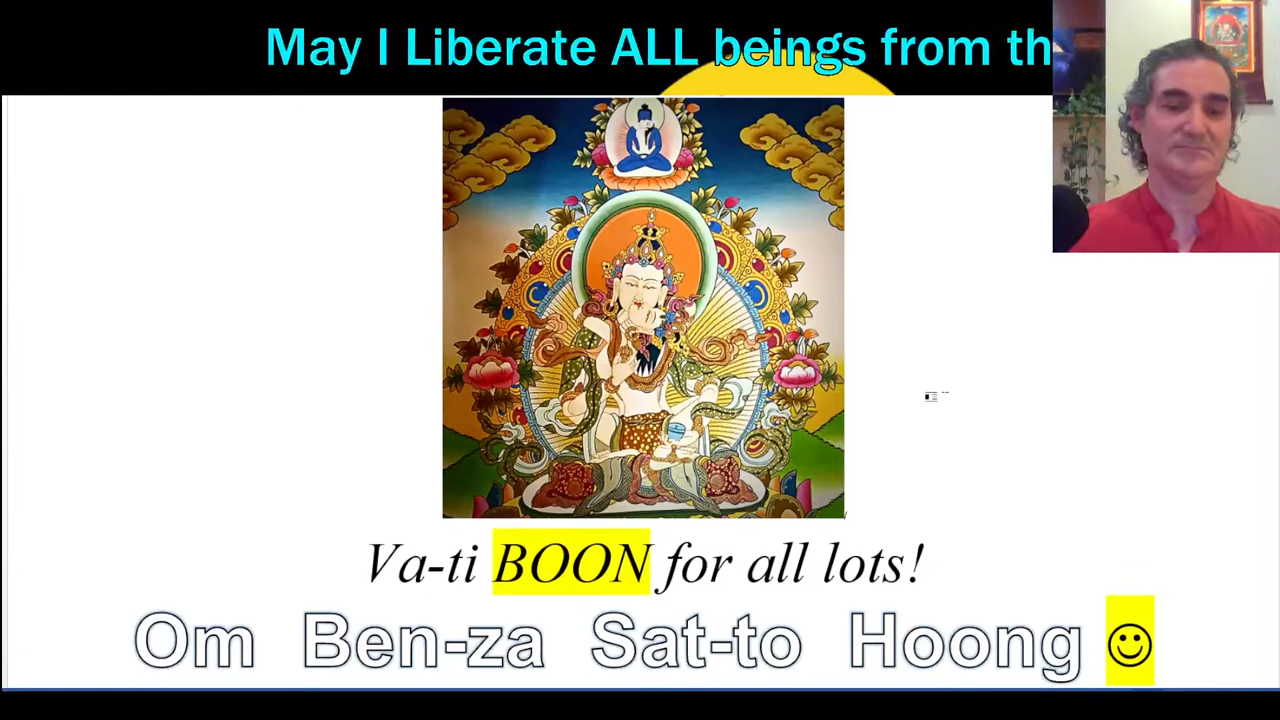 May I Liberate ALL beings from th
Va-ti BOON for all lots!
Om Ben-za Sat-to Hoong